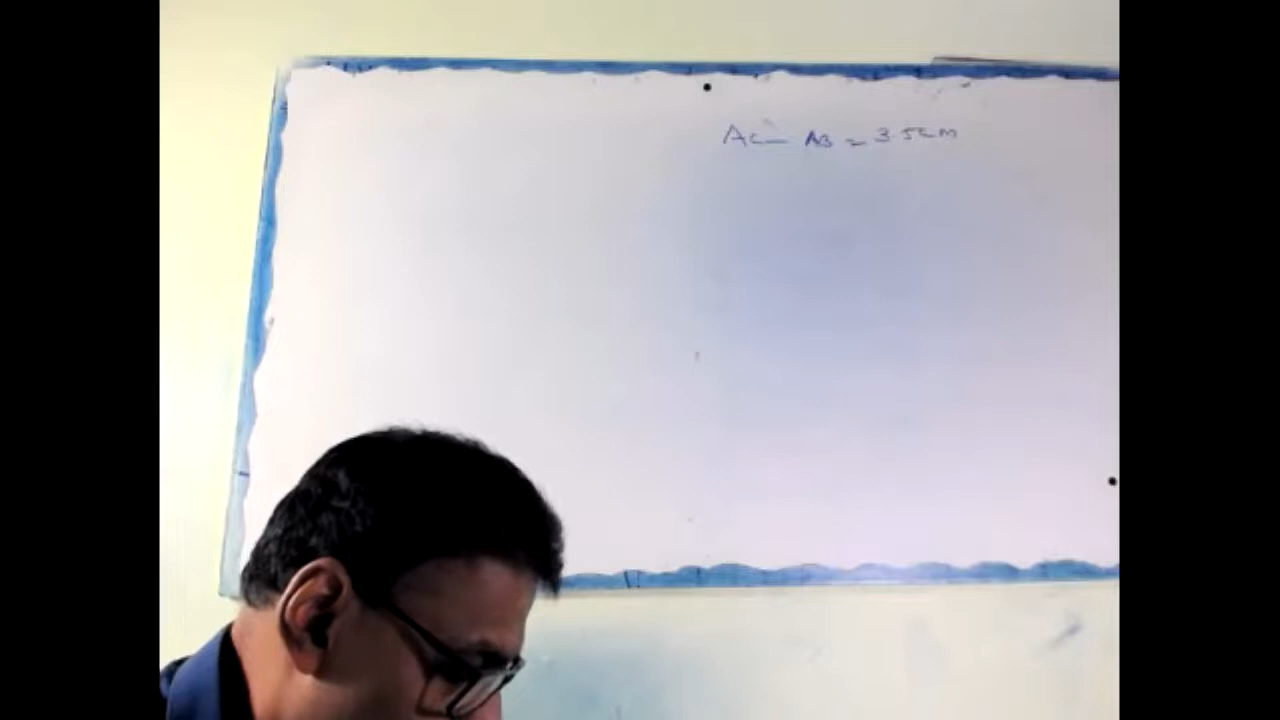 AC - AB = 3.5cm